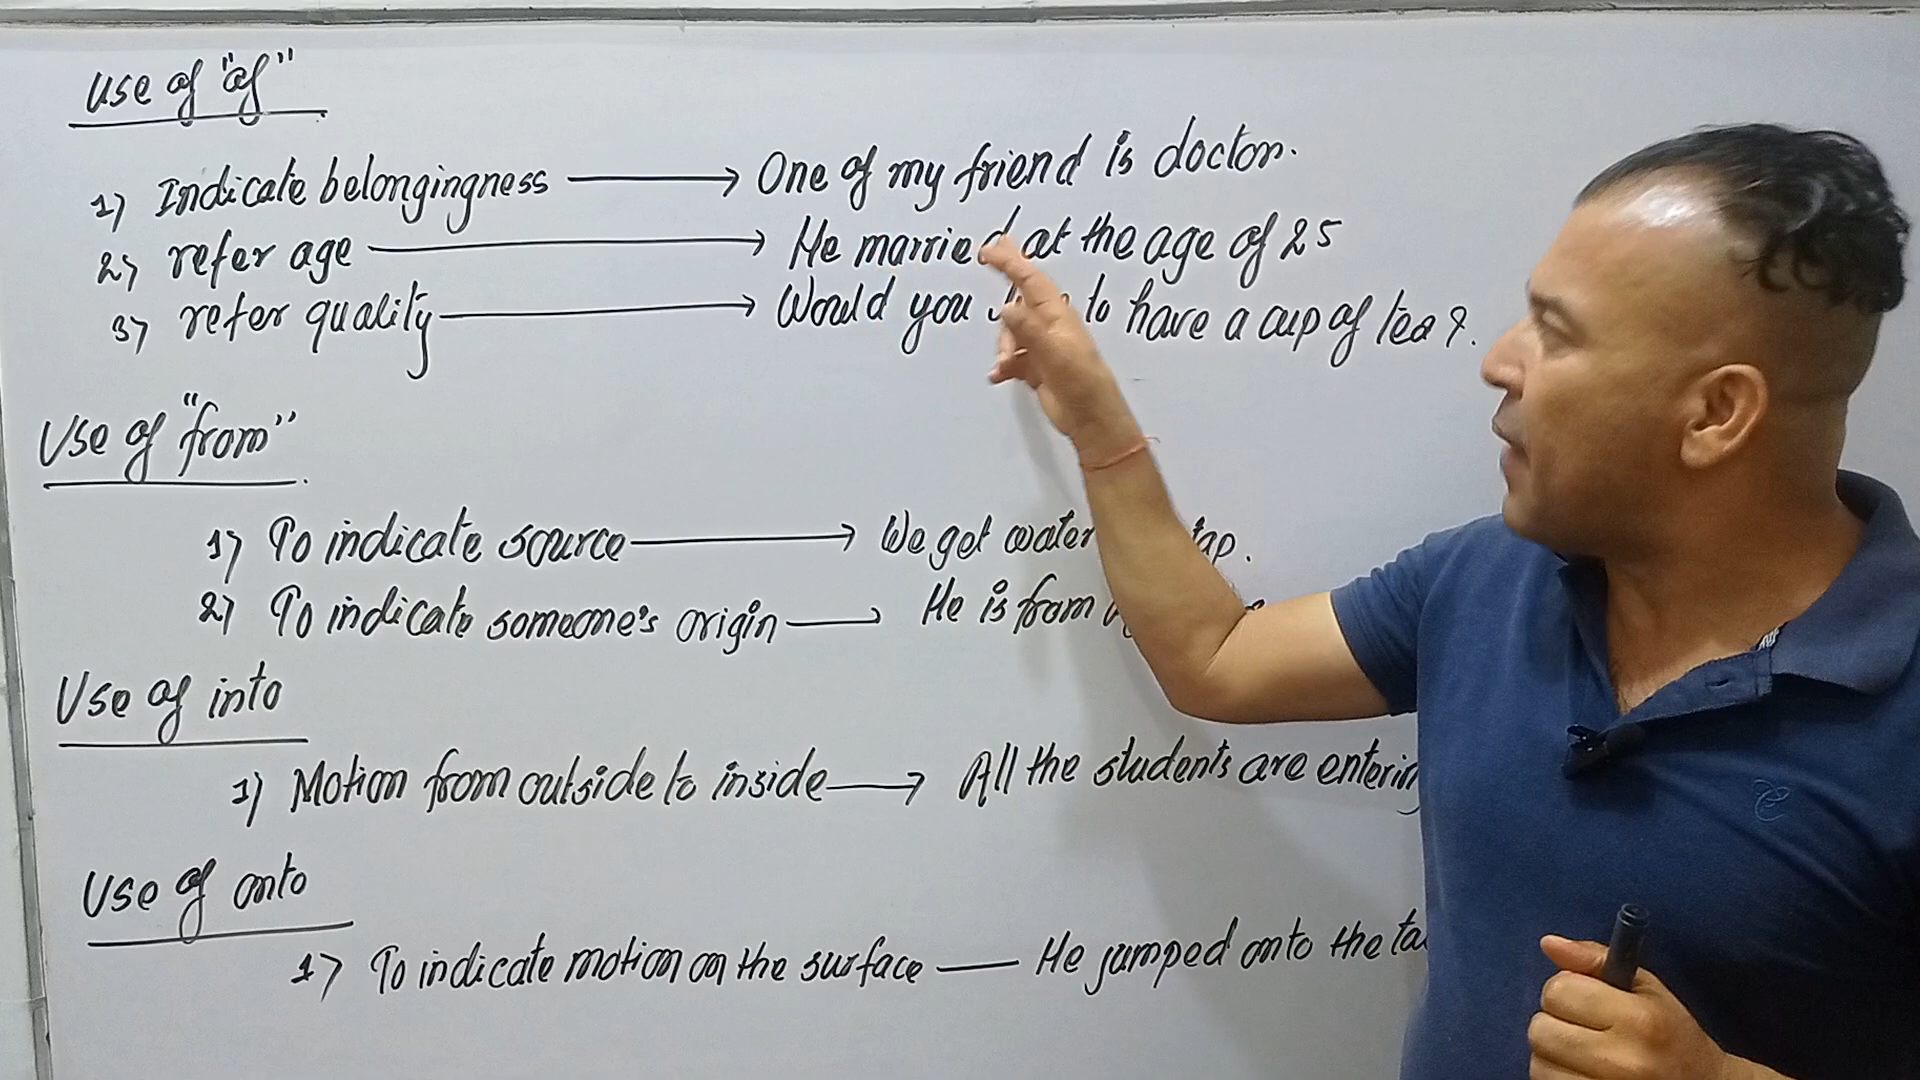 Use of "of"
1) Indicate belongingness → One of my friend is doctor.
2) refer age → He married at the age of 25
3) refer quality → Would you to have a cup of tea?.
Use of "from"
1) To indicate source → We get water tap.
2) To indicate someone's origin → He is from
Use of into
1) Motion from outside to inside → All the students are entering
Use of onto
1) To indicate motion on the surface — He jumped onto the